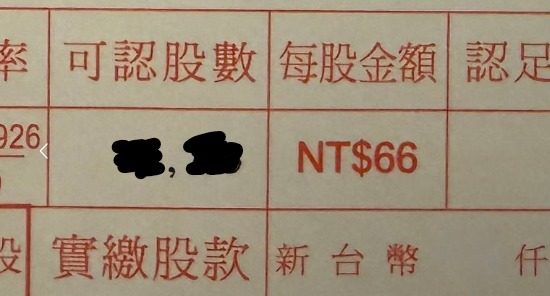 率 可認股數 每股金額 認足
926 , NT$66
股 實繳股款 新台幣 仟